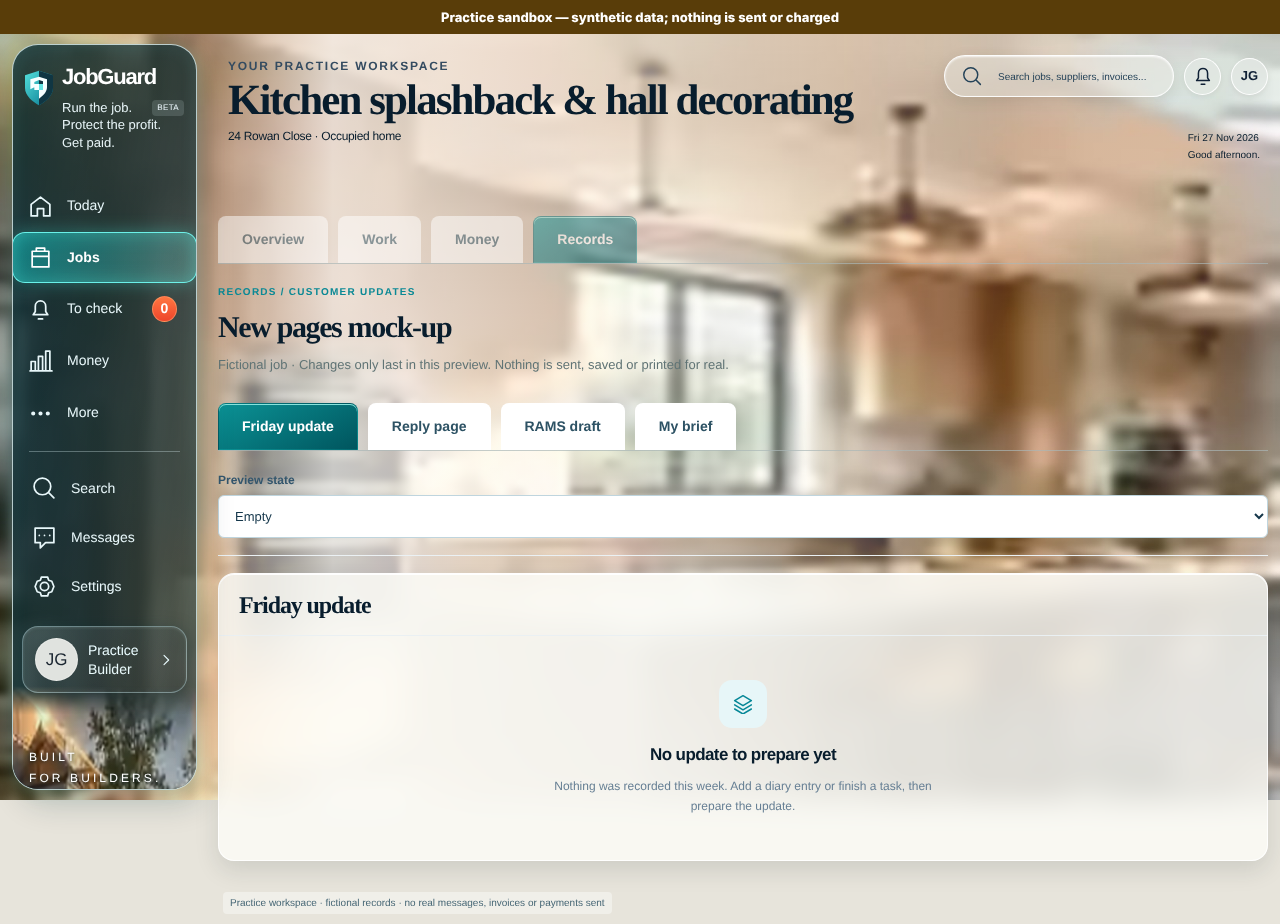 Practice sandbox — synthetic data; nothing is sent or charged
JobGuard
Run the job.
Protect the profit.
Get paid.
BETA
Today
Jobs
To check
0
Money
More
Search
Messages
Settings
JG
Practice
Builder
BUILT
FOR BUILDERS.
YOUR PRACTICE WORKSPACE
Kitchen splashback & hall decorating
24 Rowan Close · Occupied home
Search jobs, suppliers, invoices...
JG
Fri 27 Nov 2026
Good afternoon.
Overview
Work
Money
Records
RECORDS / CUSTOMER UPDATES
New pages mock-up
Fictional job · Changes only last in this preview. Nothing is sent, saved or printed for real.
Friday update
Reply page
RAMS draft
My brief
Preview state
Empty
Friday update
No update to prepare yet
Nothing was recorded this week. Add a diary entry or finish a task, then
prepare the update.
Practice workspace · fictional records · no real messages, invoices or payments sent